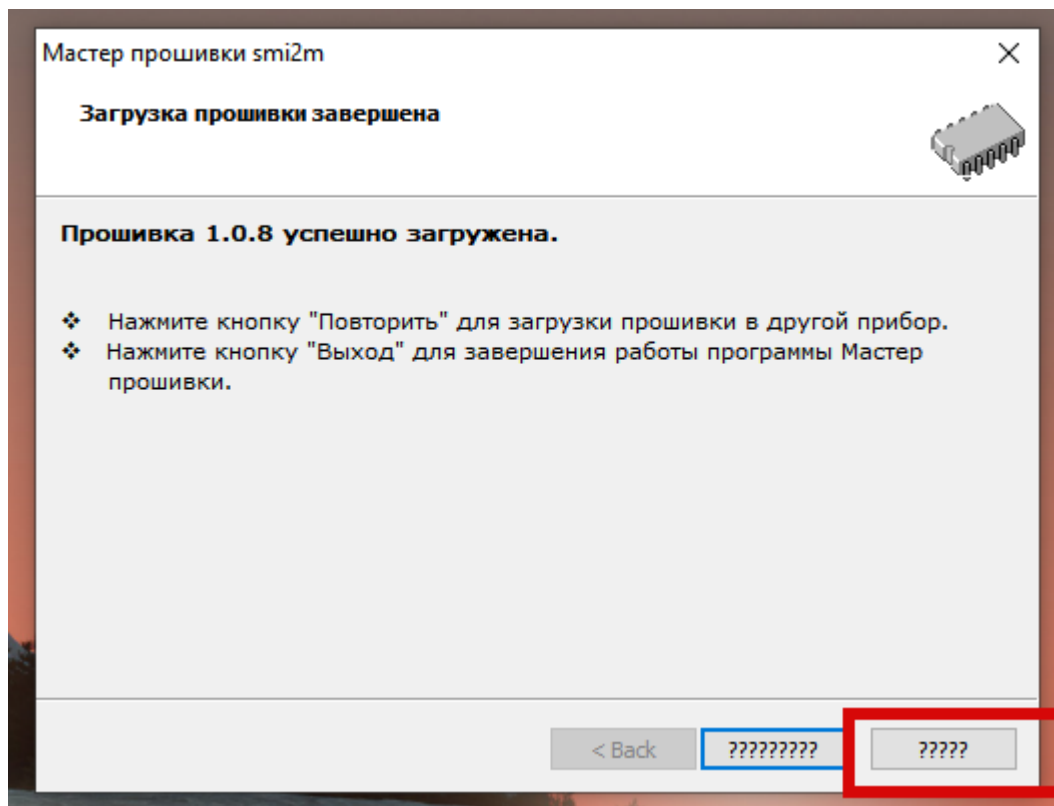 Мастер прошивки smi2m
Загрузка прошивки завершена
Прошивка 1.0.8 успешно загружена.
❖ Нажмите кнопку "Повторить" для загрузки прошивки в другой прибор.
❖ Нажмите кнопку "Выход" для завершения работы программы Мастер
прошивки.
< Back ????????? ?????